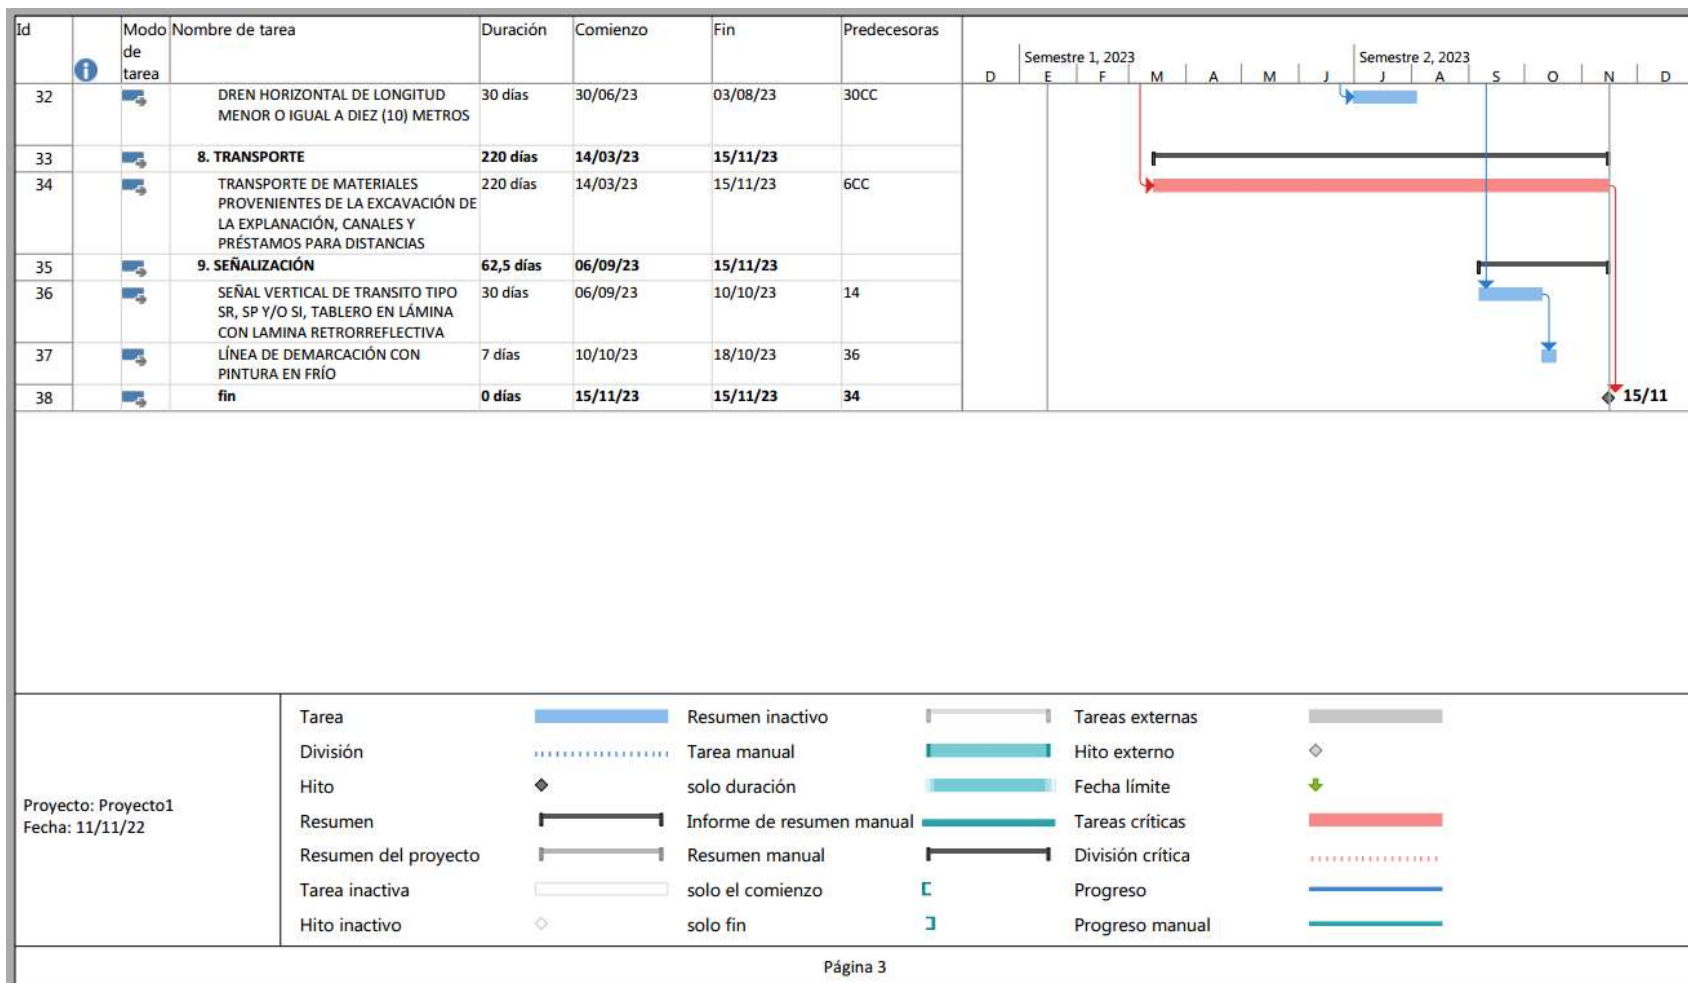 Id Modo de tarea Nombre de tarea Duración Comienzo Fin Predecesoras
Semestre 1, 2023 Semestre 2, 2023
D E F M A M J J A S O N D
32 DREN HORIZONTAL DE LONGITUD 30 días 30/06/23 03/08/23 30CC
MENOR O IGUAL A DIEZ (10) METROS
33 8. TRANSPORTE 220 días 14/03/23 15/11/23
34 TRANSPORTE DE MATERIALES 220 días 14/03/23 15/11/23 6CC
PROVENIENTES DE LA EXCAVACIÓN DE
LA EXPLANACIÓN, CANALES Y
PRÉSTAMOS PARA DISTANCIAS
35 9. SEÑALIZACIÓN 62,5 días 06/09/23 15/11/23
36 SEÑAL VERTICAL DE TRANSITO TIPO 30 días 06/09/23 10/10/23 14
SR, SP Y/O SI, TABLERO EN LÁMINA
CON LAMINA RETRORREFLECTIVA
37 LÍNEA DE DEMARCACIÓN CON 7 días 10/10/23 18/10/23 36
PINTURA EN FRÍO
38 fin 0 días 15/11/23 15/11/23 34 15/11
Proyecto: Proyecto1
Fecha: 11/11/22
Tarea Resumen inactivo Tareas externas
División Tarea manual Hito externo
Hito solo duración Fecha límite
Resumen Informe de resumen manual Tareas críticas
Resumen del proyecto Resumen manual División crítica
Tarea inactiva solo el comienzo Progreso
Hito inactivo solo fin Progreso manual
Página 3